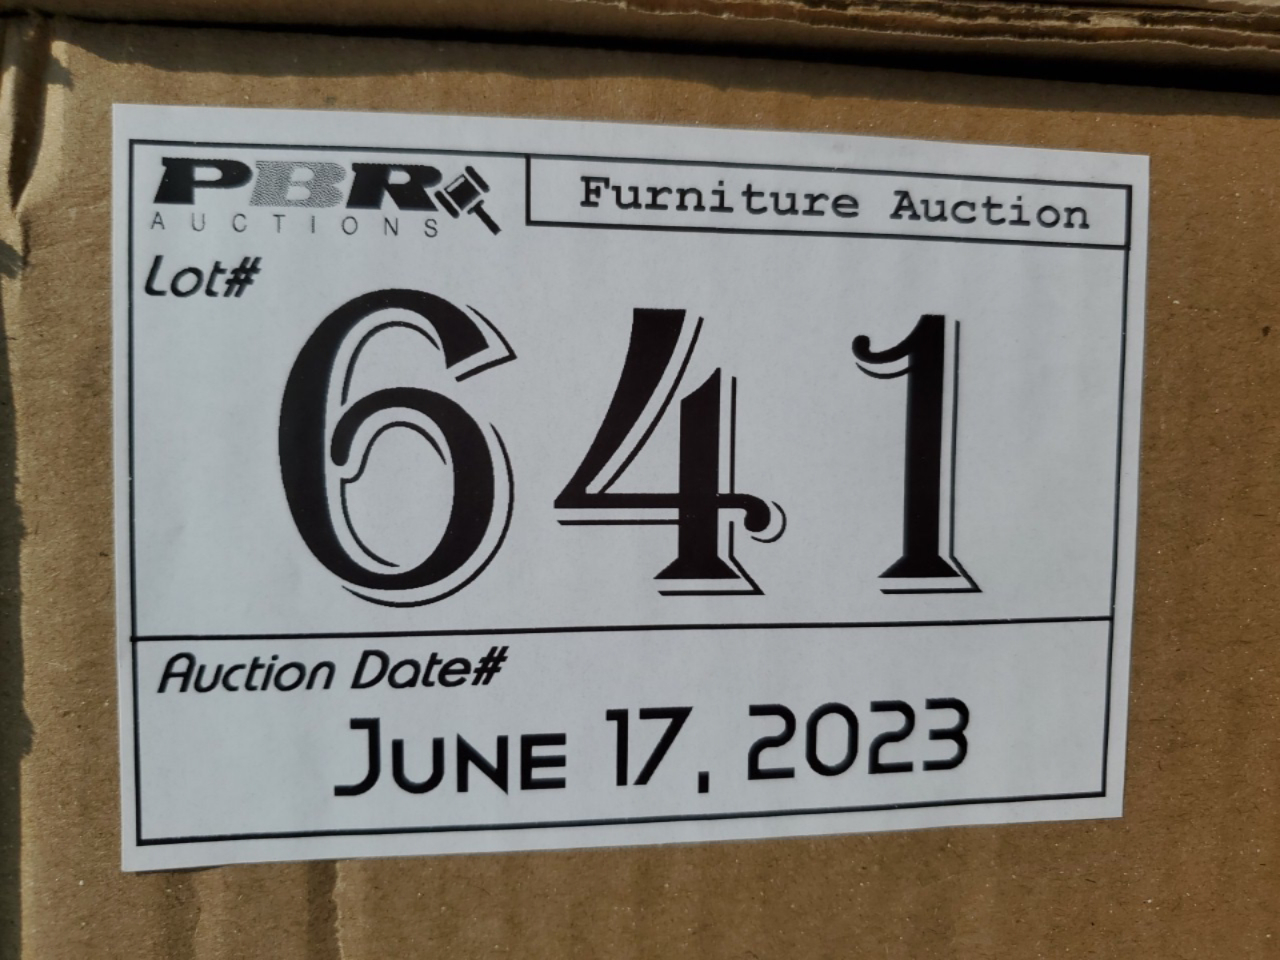 PBR
AUCTIONS
Furniture Auction
Lot#
641
Auction Date#
JUNE 17, 2023